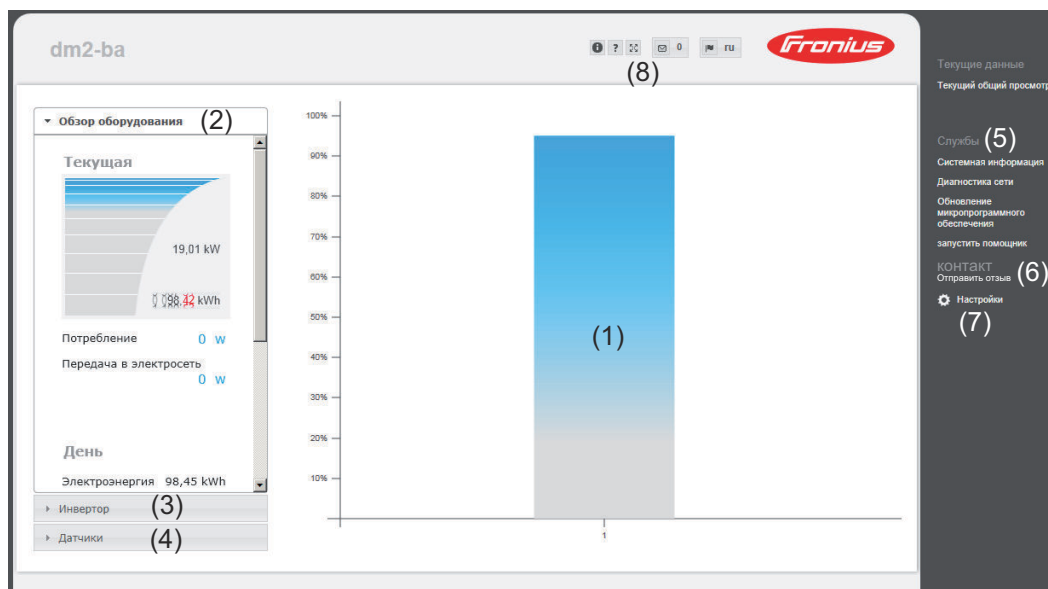 dm2-ba
i ? 0 ru
Fronius
(8)
Обзор оборудования (2)
Текущая
19,01 kW
98.42 kWh
Потребление 0 W
Передача в электросеть
0 W
День
Электроэнергия 98,45 kWh
Инвертор (3)
Датчики (4)
100%
90%
80%
70%
60%
50%
40%
30%
20%
10%
(1)
1
Текущие данные
Текущий общий просмотр
Службы (5)
Системная информация
Диагностика сети
Обновление
микропрограммного
обеспечения
запустить помощник
КОНТАКТ
Отправить отзыв (6)
Настройки
(7)